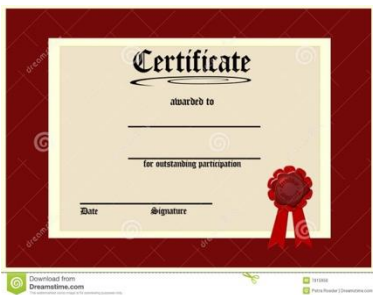 Certificate
awarded to
for outstanding participation
Date Signature
Download from
Dreamstime.com